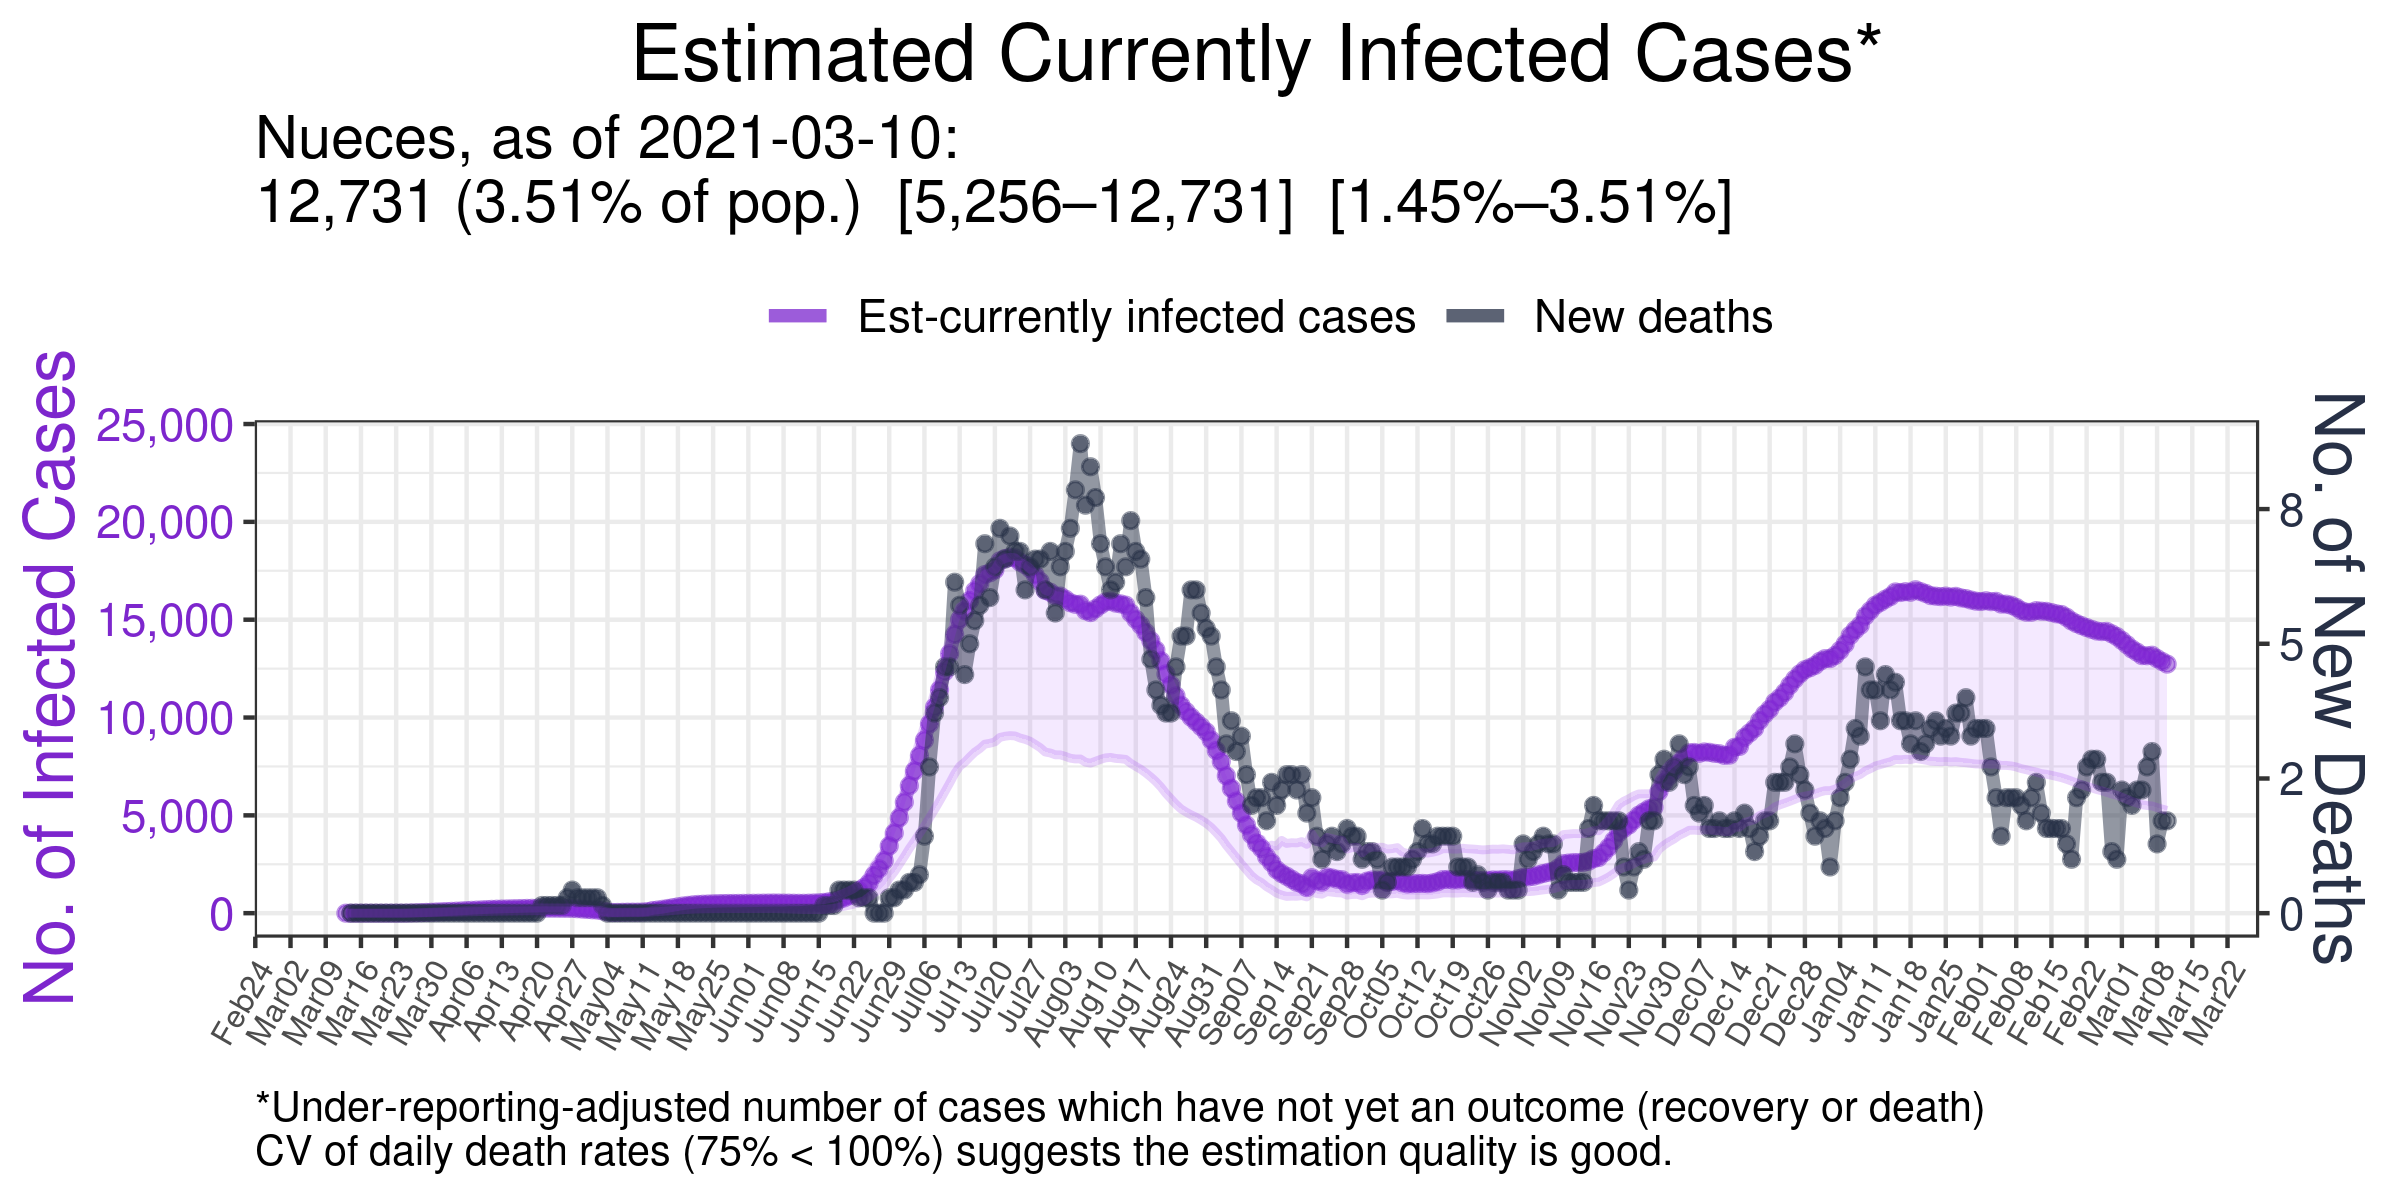 Estimated Currently Infected Cases*
Nueces, as of 2021-03-10:
12,731 (3.51% of pop.) [5,256–12,731] [1.45%–3.51%]
Est-currently infected cases New deaths
No. of Infected Cases
25,000
20,000
15,000
10,000
5,000
0
8
5
2
0
No. of New Deaths
Feb24 Mar02 Mar09 Mar16 Mar23 Mar30 Apr06 Apr13 Apr20 Apr27 May04 May11 May18 May25 Jun01 Jun08 Jun15 Jun22 Jun29 Jul06 Jul13 Jul20 Jul27 Aug03 Aug10 Aug17 Aug24 Aug31 Sep07 Sep14 Sep21 Sep28 Oct05 Oct12 Oct19 Oct26 Nov02 Nov09 Nov16 Nov23 Nov30 Dec07 Dec14 Dec21 Dec28 Jan04 Jan11 Jan18 Jan25 Feb01 Feb08 Feb15 Feb22 Mar01 Mar08 Mar15 Mar22
*Under-reporting-adjusted number of cases which have not yet an outcome (recovery or death)
CV of daily death rates (75% < 100%) suggests the estimation quality is good.